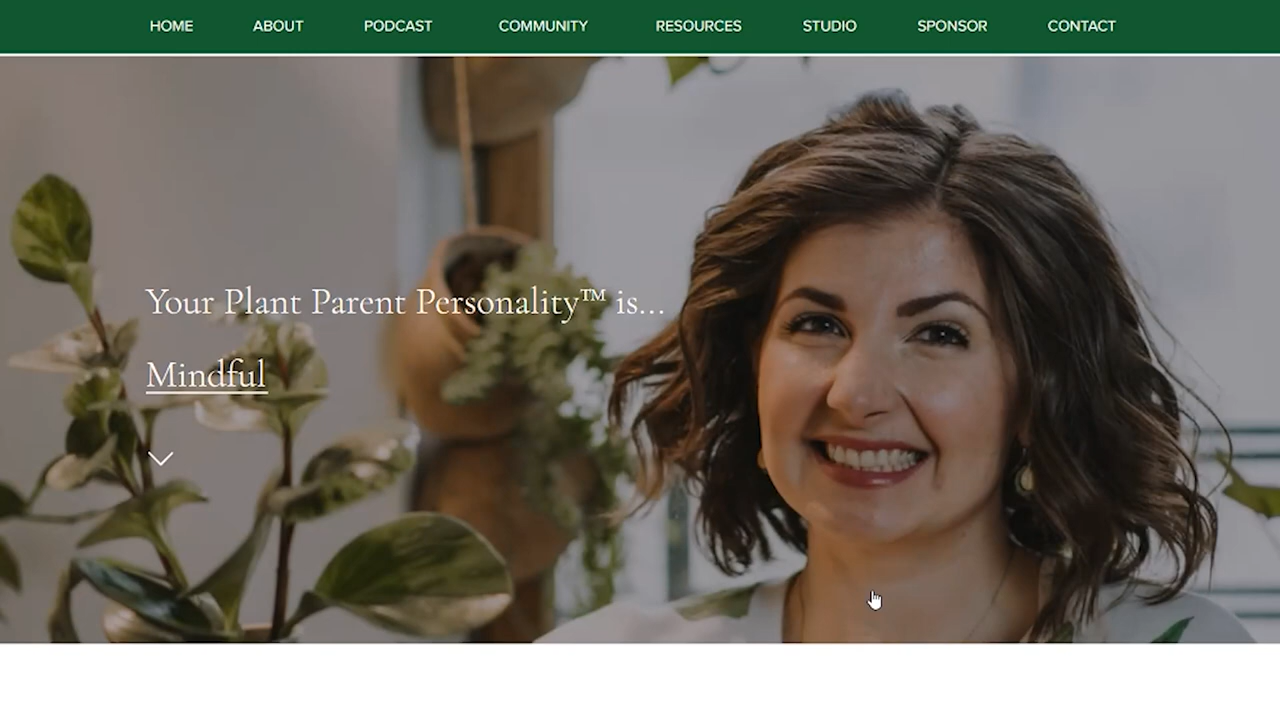 HOME ABOUT PODCAST COMMUNITY RESOURCES STUDIO SPONSOR CONTACT
Your Plant Parent Personality™ is...
Mindful